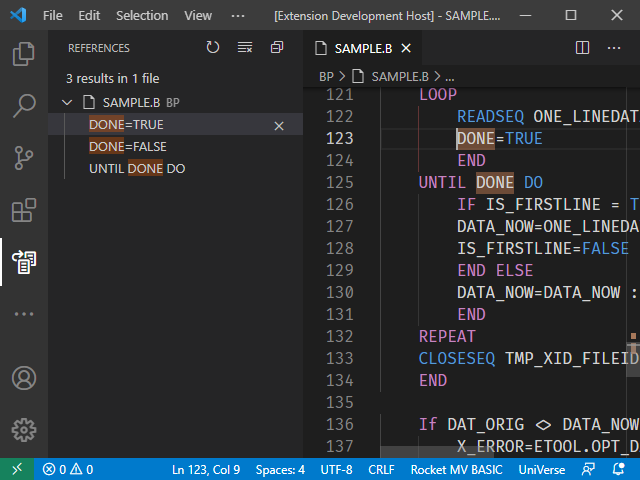 File Edit Selection ··· [Extension Development Host] - SAMPLE....
REFERENCES
3 results in 1 file
SAMPLE.B BP
DONE=TRUE
DONE=FALSE
UNTIL DONE DO
SAMPLE.B
BP > SAMPLE.B > ...
121 LOOP
122 READSEQ ONE_LINEDAT
123 DONE=TRUE
124 END
125 UNTIL DONE DO
126 IF IS_FIRSTLINE = T
127 DATA_NOW=ONE_LINEDA
128 IS_FIRSTLINE=FALSE
129 END ELSE
130 DATA_NOW=DATA_NOW :
131 END
132 REPEAT
133 CLOSESEQ TMP_XID_FILEID
134 END
135
136 If DAT_ORIG <> DATA_NOW
137 X_ERROR=ETOOL.OPT_D
0 0 Ln 123, Col 9 Spaces: 4 UTF-8 CRLF Rocket MV BASIC UniVerse